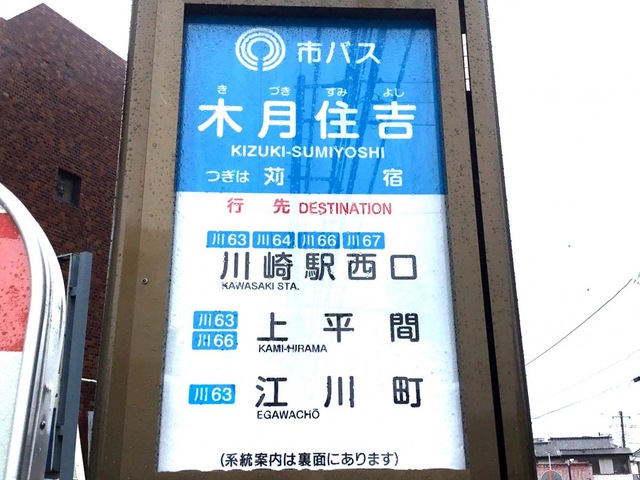 市バス
き づき すみ よし
木月住吉
KIZUKI-SUMIYOSHI
つぎは 苅 宿
行 先 DESTINATION
川63 川64 川66 川67
川崎駅西口
KAWASAKI STA.
川63
川66
上 平 間
KAMI-HIRAMA
川63 江 川 町
EGAWACHŌ
(系統案内は裏面にあります)